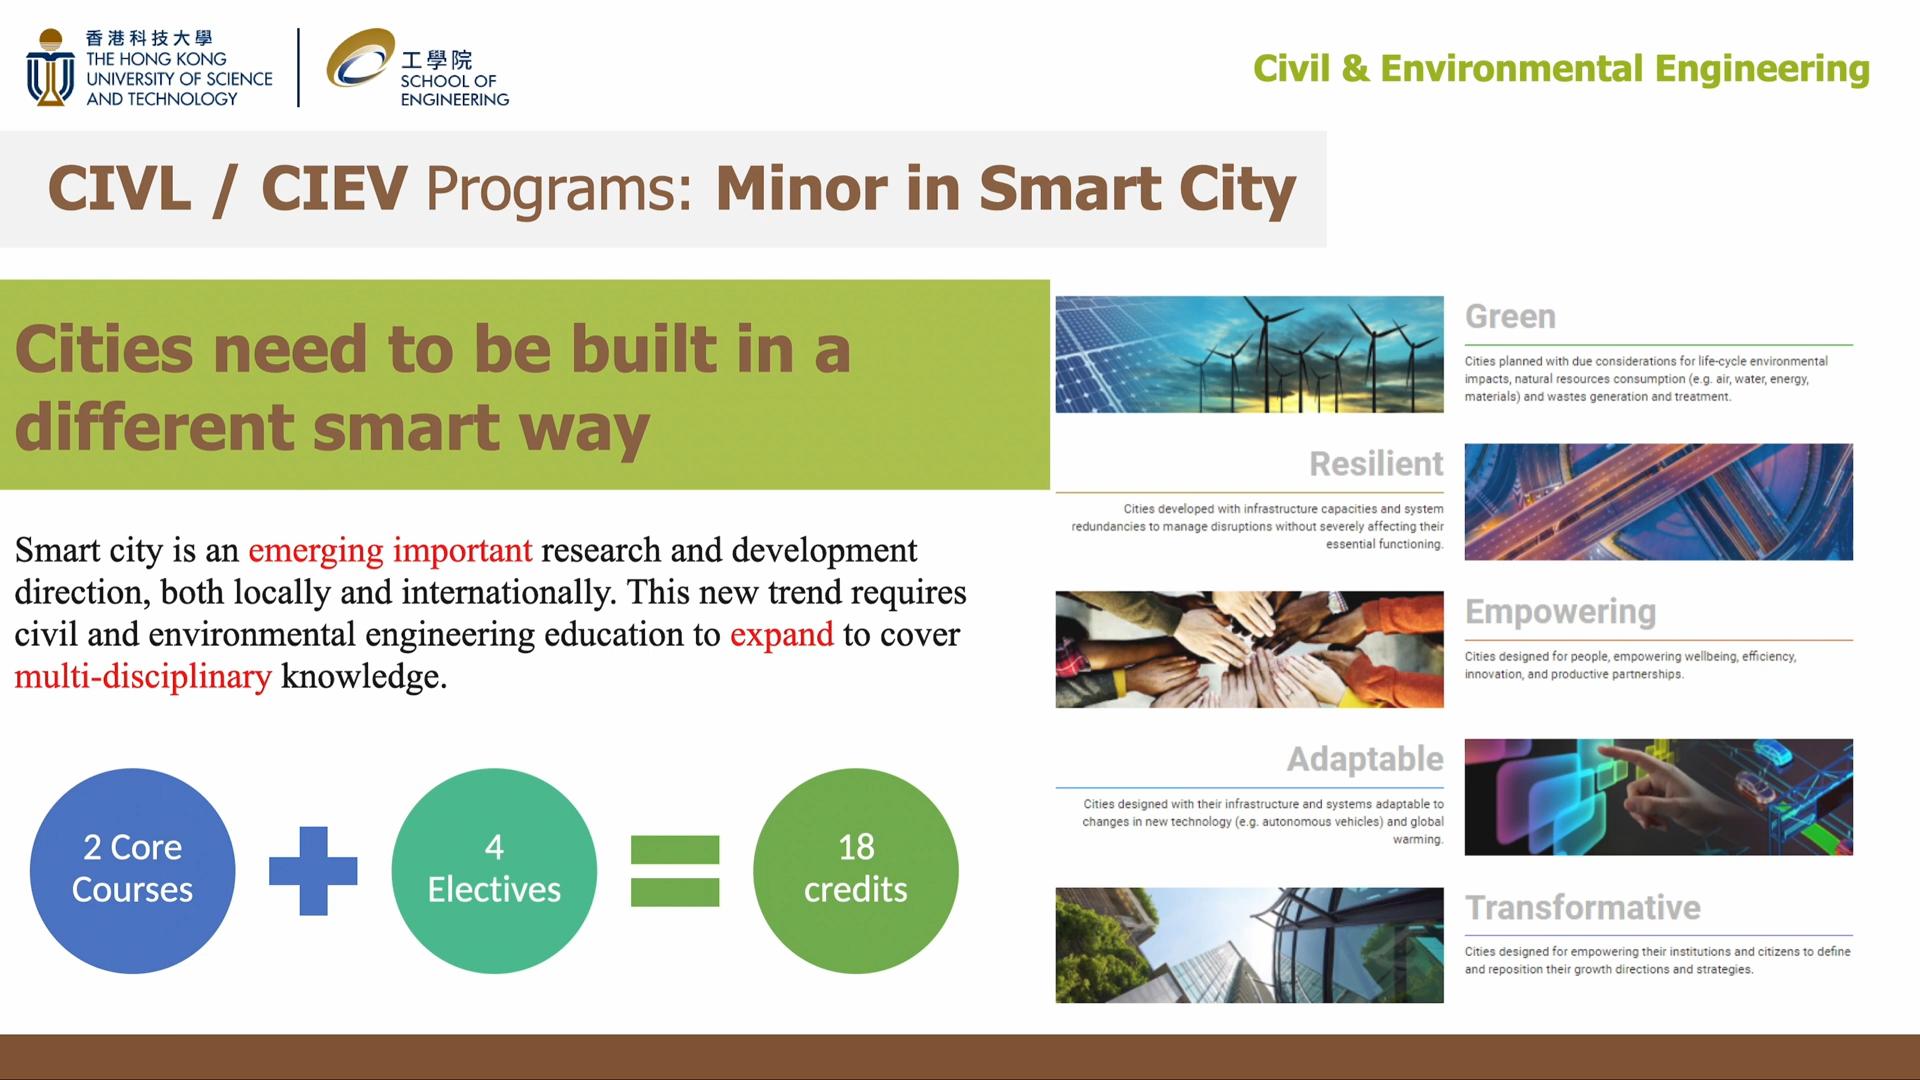 香港科技大學
THE HONG KONG
UNIVERSITY OF SCIENCE
AND TECHNOLOGY
工學院
SCHOOL OF
ENGINEERING
Civil & Environmental Engineering
CIVL / CIEV Programs: Minor in Smart City
Cities need to be built in a
different smart way
Smart city is an emerging important research and development
direction, both locally and internationally. This new trend requires
civil and environmental engineering education to expand to cover
multi-disciplinary knowledge.
2 Core
Courses
4
Electives
18
credits
Green
Cities planned with due considerations for life-cycle environmental
impacts, natural resources consumption (e.g. air, water, energy,
materials) and wastes generation and treatment.
Resilient
Cities developed with infrastructure capacities and system
redundancies to manage disruptions without severely affecting their
essential functioning.
Empowering
Cities designed for people, empowering wellbeing, efficiency,
innovation, and productive partnerships.
Adaptable
Cities designed with their infrastructure and systems adaptable to
changes in new technology (e.g. autonomous vehicles) and global
warming.
Transformative
Cities designed for empowering their institutions and citizens to define
and reposition their growth directions and strategies.